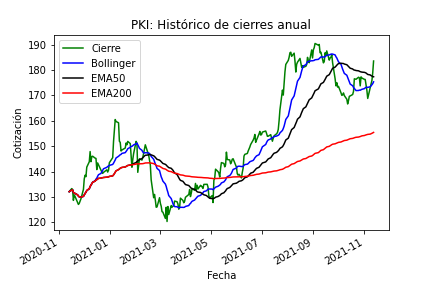 PKI: Histórico de cierres anual
Cierre
Bollinger
EMA50
EMA200
Cotización
190
180
170
160
150
140
130
120
2020-11
2021-01
2021-03
2021-05
2021-07
2021-09
2021-11
Fecha